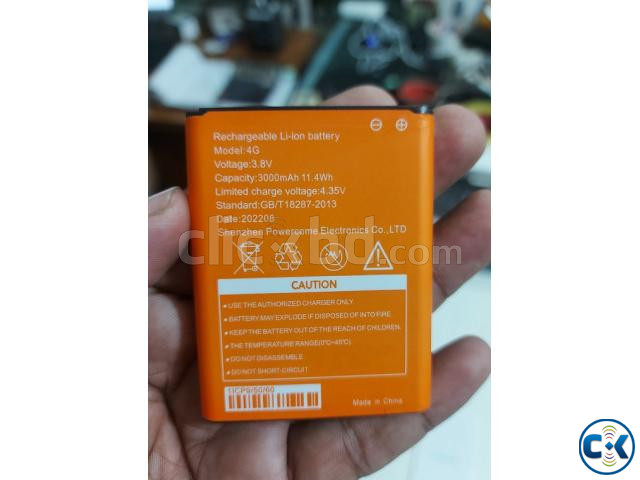 Rechargeable Li-ion battery
Model:4G
Voltage:3.8V
Capacity:3000mAh 11.4Wh
Limited charge voltage:4.35V
Standard:GB/T18287-2013
Date:202208
Shenzhen Powercome Electronics Co.,LTD
clickbd.com
CAUTION
•USE THE AUTHORIZED CHARGER ONLY.
•BATTERY MAY EXPLODE IF DISPOSED OF INTO FIRE.
•KEEP THE BATTERY OUT OF THE REACH OF CHILDREN.
•THE TEMPERATURE RANGE(0°C~45°C).
•DO NOT DISASSEMBLE
•DO NOT SHORT-CIRCUIT
1ICP9/50/60
Made in China
CK